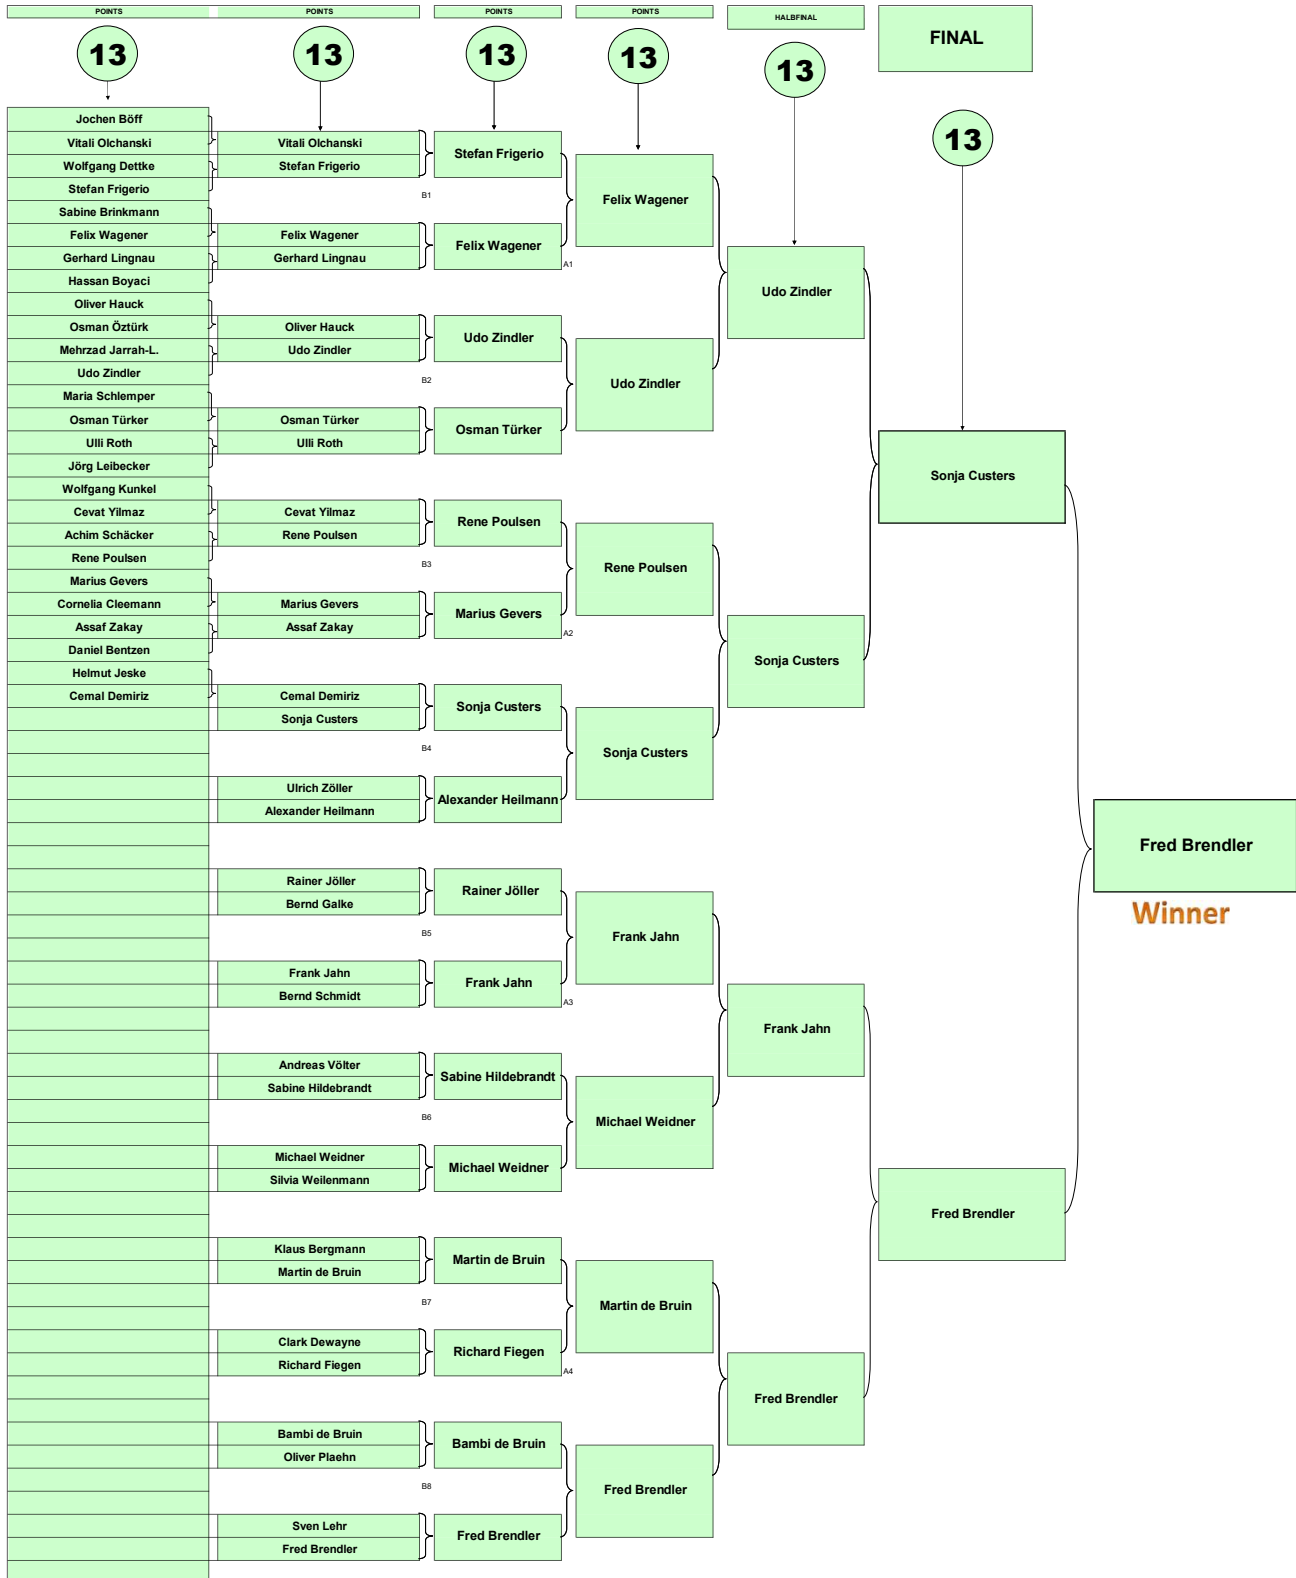 POINTS
POINTS
POINTS
POINTS
HALBFINAL
FINAL
13
13
13
13
13
13
Jochen Böff
Vitali Olchanski
Wolfgang Dettke
Stefan Frigerio
Sabine Brinkmann
Felix Wagener
Gerhard Lingnau
Hassan Boyaci
Oliver Hauck
Osman Öztürk
Mehrzad Jarrah-L.
Udo Zindler
Maria Schlemper
Osman Türker
Ulli Roth
Jörg Leibecker
Wolfgang Kunkel
Cevat Yilmaz
Achim Schäcker
Rene Poulsen
Marius Gevers
Cornelia Cleemann
Assaf Zakay
Daniel Bentzen
Helmut Jeske
Cemal Demiriz
Vitali Olchanski
Stefan Frigerio
Felix Wagener
Gerhard Lingnau
Oliver Hauck
Udo Zindler
Osman Türker
Ulli Roth
Cevat Yilmaz
Rene Poulsen
Marius Gevers
Assaf Zakay
Cemal Demiriz
Sonja Custers
Ulrich Zöller
Alexander Heilmann
Rainer Jöller
Bernd Galke
Frank Jahn
Bernd Schmidt
Andreas Völter
Sabine Hildebrandt
Michael Weidner
Silvia Weilenmann
Klaus Bergmann
Martin de Bruin
Clark Dewayne
Richard Fiegen
Bambi de Bruin
Oliver Plaehn
Sven Lehr
Fred Brendler
B1
B2
B3
B4
B5
B6
B7
B8
Stefan Frigerio
Felix Wagener
Udo Zindler
Osman Türker
Rene Poulsen
Marius Gevers
Sonja Custers
Alexander Heilmann
Rainer Jöller
Frank Jahn
Sabine Hildebrandt
Michael Weidner
Martin de Bruin
Richard Fiegen
Bambi de Bruin
Fred Brendler
A1
A2
A3
A4
Felix Wagener
Udo Zindler
Rene Poulsen
Sonja Custers
Frank Jahn
Michael Weidner
Martin de Bruin
Fred Brendler
Udo Zindler
Sonja Custers
Frank Jahn
Fred Brendler
Sonja Custers
Fred Brendler
Fred Brendler
Winner